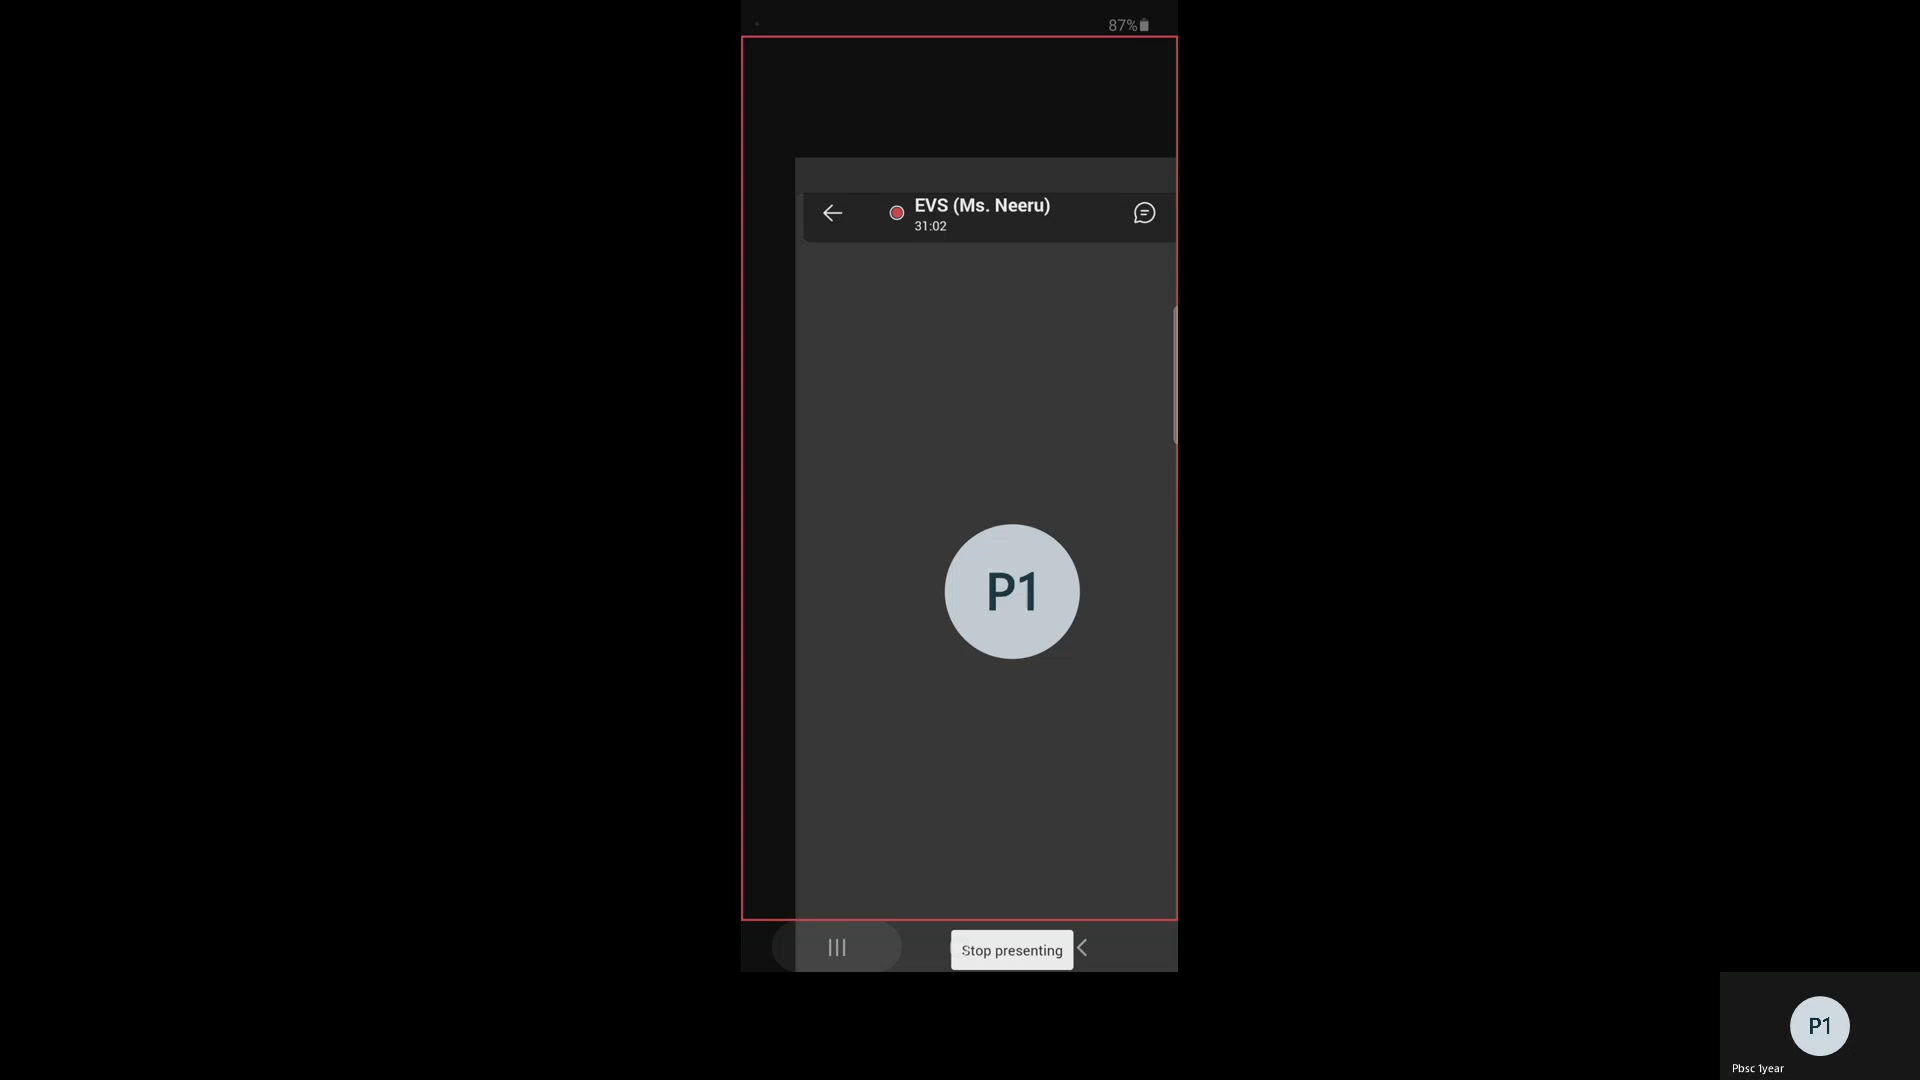 87%
EVS (Ms. Neeru)
31:02
P1
Stop presenting
P1
Pbsc 1year